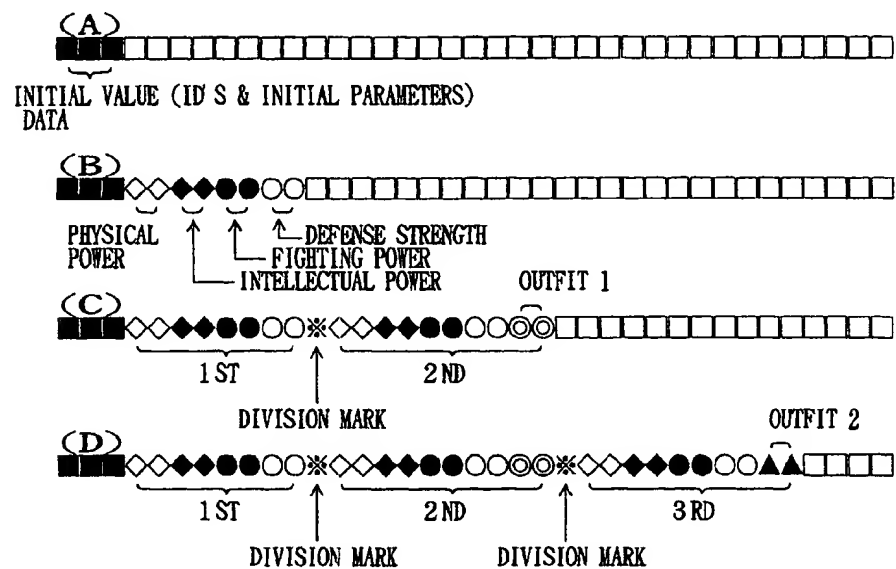 (A)
INITIAL VALUE (ID'S & INITIAL PARAMETERS)
DATA
(B)
PHYSICAL
POWER
DEFENSE STRENGTH
FIGHTING POWER
INTELLECTUAL POWER
OUTFIT 1
(C)
1ST
2ND
DIVISION MARK
OUTFIT 2
(D)
1ST
2ND
3RD
DIVISION MARK
DIVISION MARK